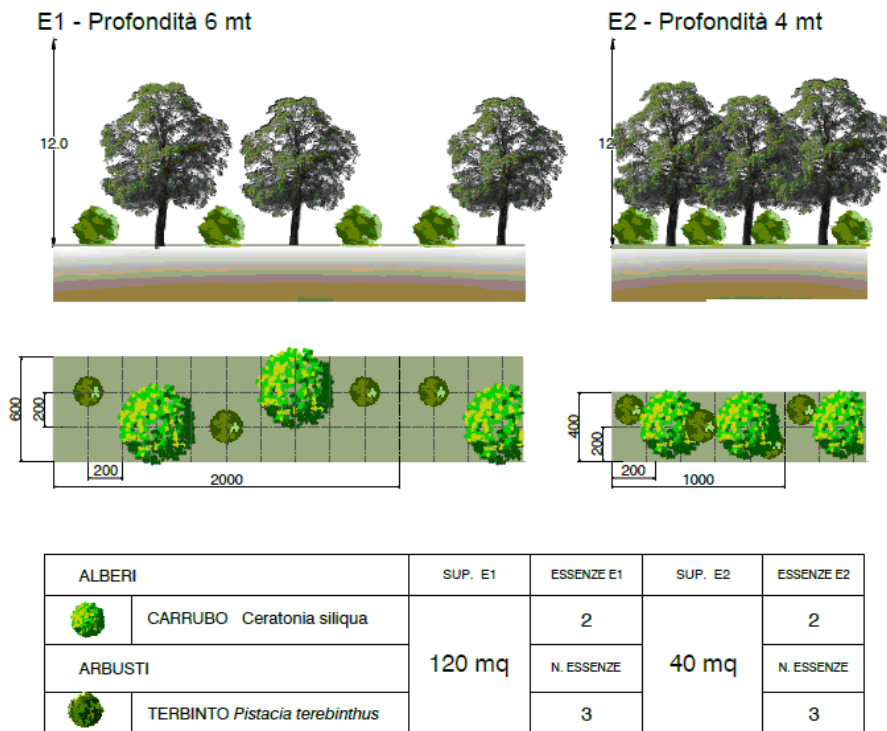 E1 - Profondità 6 mt
E2 - Profondità 4 mt
12.0
12
600
200
200
2000
400
200
200
1000
ALBERI SUP. E1 ESSENZE E1 SUP. E2 ESSENZE E2
CARRUBO Ceratonia siliqua 2 2
120 mq 40 mq
ARBUSTI N. ESSENZE N. ESSENZE
TERBINTO Pistacia terebinthus 3 3